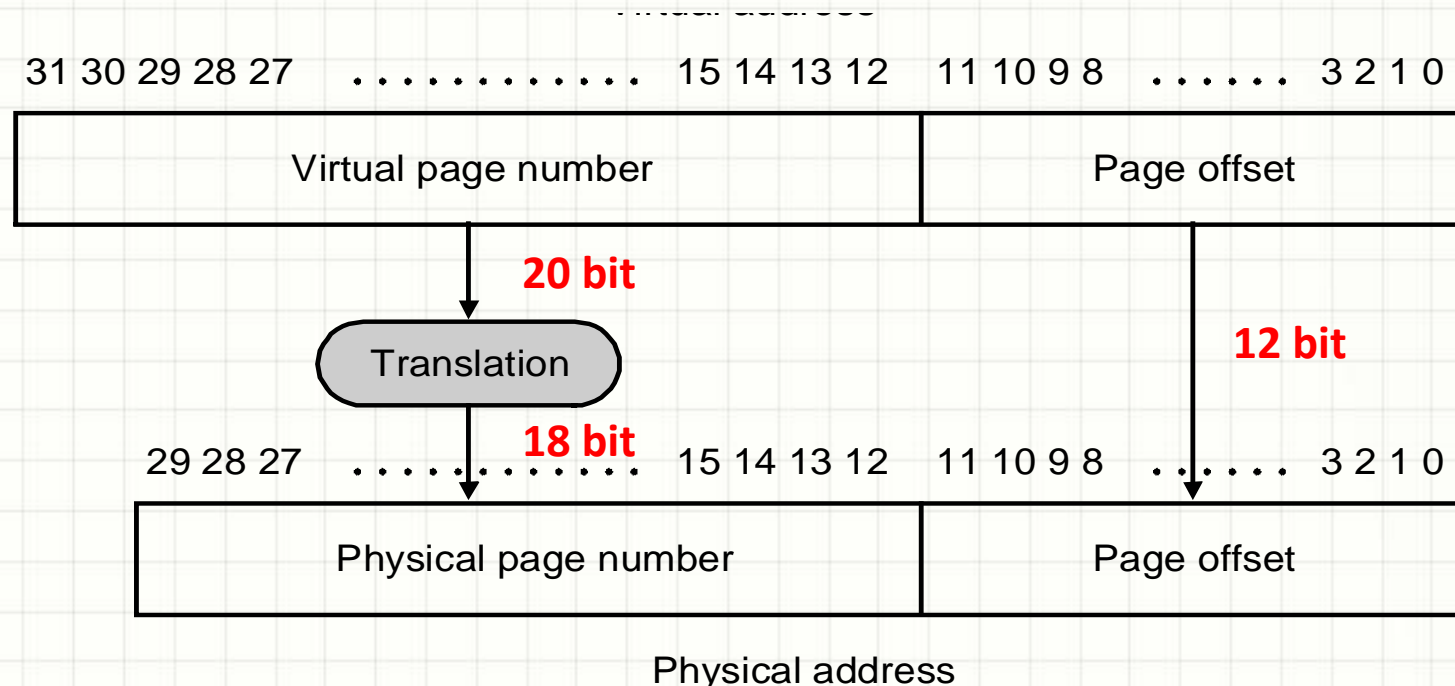 31 30 29 28 27 ............ 15 14 13 12 11 10 9 8 ...... 3 2 1 0
Virtual page number Page offset
20 bit
12 bit
Translation
18 bit
29 28 27 ............ 15 14 13 12 11 10 9 8 ...... 3 2 1 0
Physical page number Page offset
Physical address